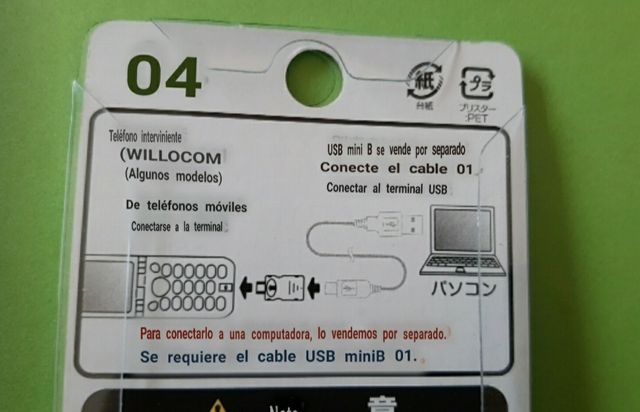 04
紙
台紙
プラ
ブリスター
:PET
Teléfono interviniente
(WILLOCOM
(Algunos modelos)
De teléfonos móviles
Conectarse a la terminal
USB mini B se vende por separado
Conecte el cable 01.
Conectar al terminal USB
パソコン
Para conectarlo a una computadora, lo vendemos por separado.
Se requiere el cable USB miniB 01.